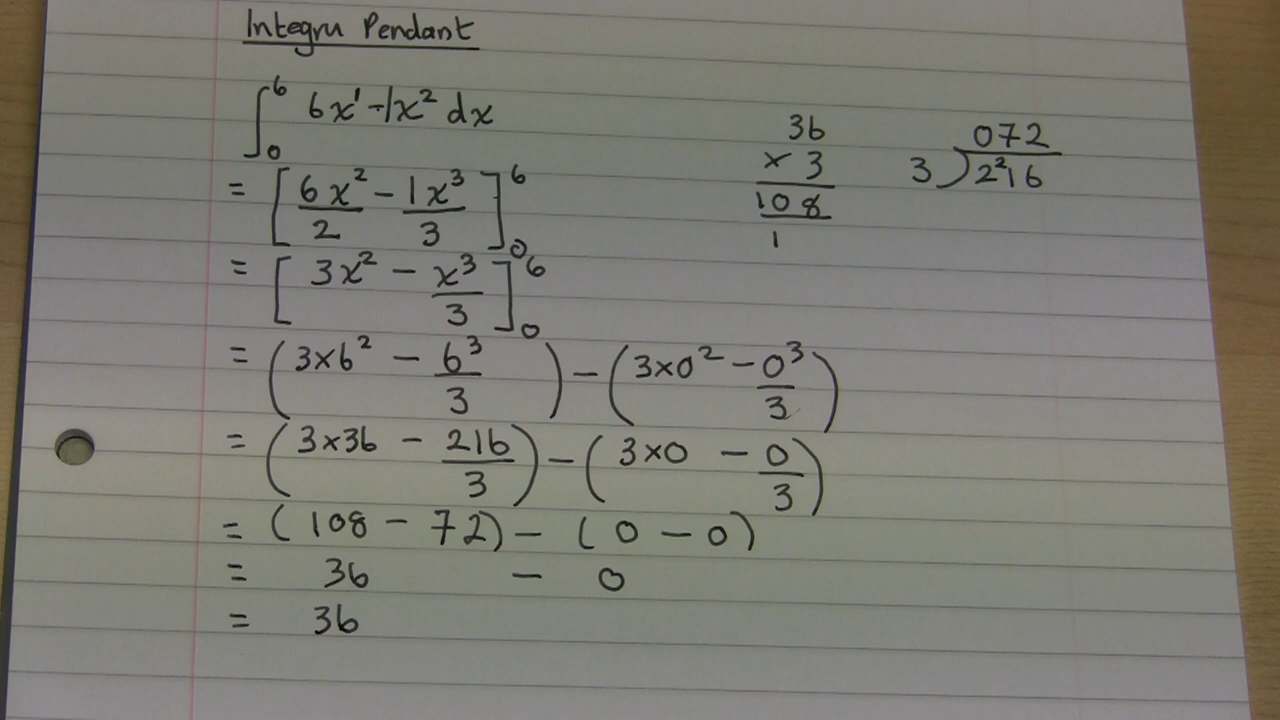 Integru Pendant
∫₀⁶ 6x¹ - 1x² dx
= [6x²/2 - 1x³/3]₀⁶
= [3x² - x³/3]₀⁶
= (3×6² - 6³/3) - (3×0² - 0³/3)
= (3×36 - 216/3) - (3×0 - 0/3)
= (108 - 72) - (0 - 0)
= 36 - 0
= 36
36
× 3
108
1
072
3 ) 2²16